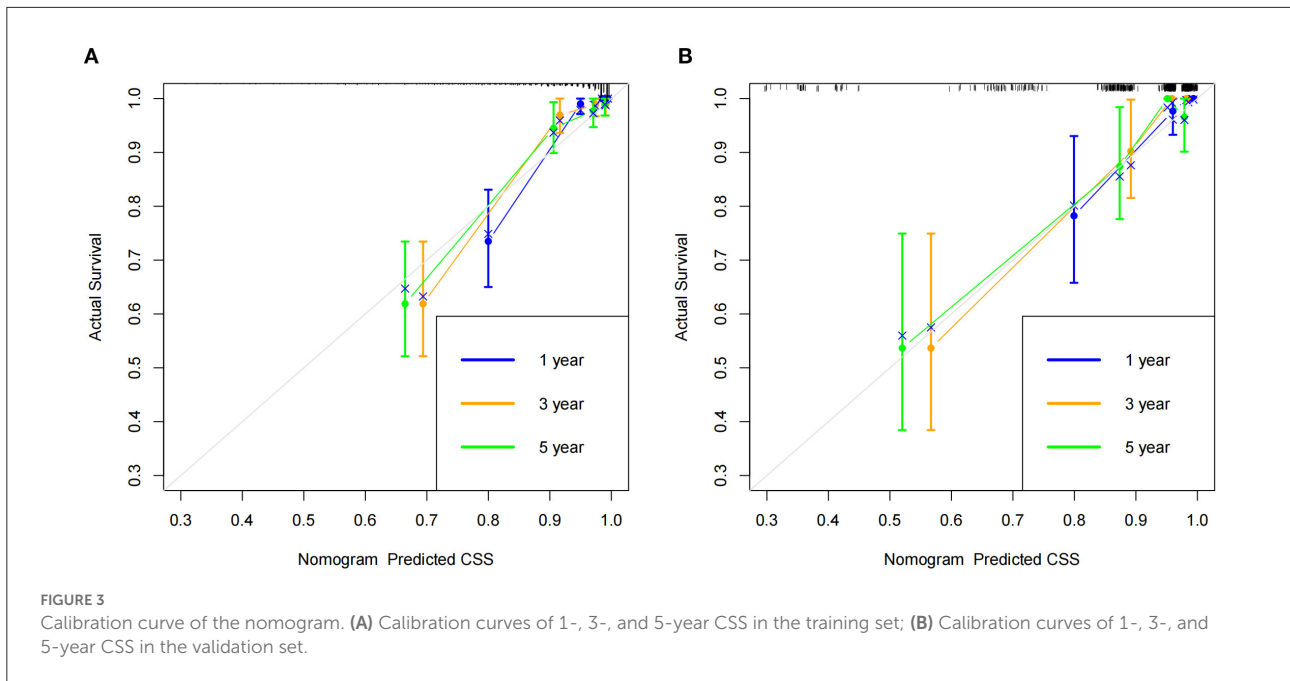 A
Actual Survival
1.0
0.9
0.8
0.7
0.6
0.5
0.4
0.3
1 year
3 year
5 year
0.3 0.4 0.5 0.6 0.7 0.8 0.9 1.0
Nomogram Predicted CSS
B
Actual Survival
1.0
0.9
0.8
0.7
0.6
0.5
0.4
0.3
1 year
3 year
5 year
0.3 0.4 0.5 0.6 0.7 0.8 0.9 1.0
Nomogram Predicted CSS
FIGURE 3
Calibration curve of the nomogram. (A) Calibration curves of 1-, 3-, and 5-year CSS in the training set; (B) Calibration curves of 1-, 3-, and
5-year CSS in the validation set.